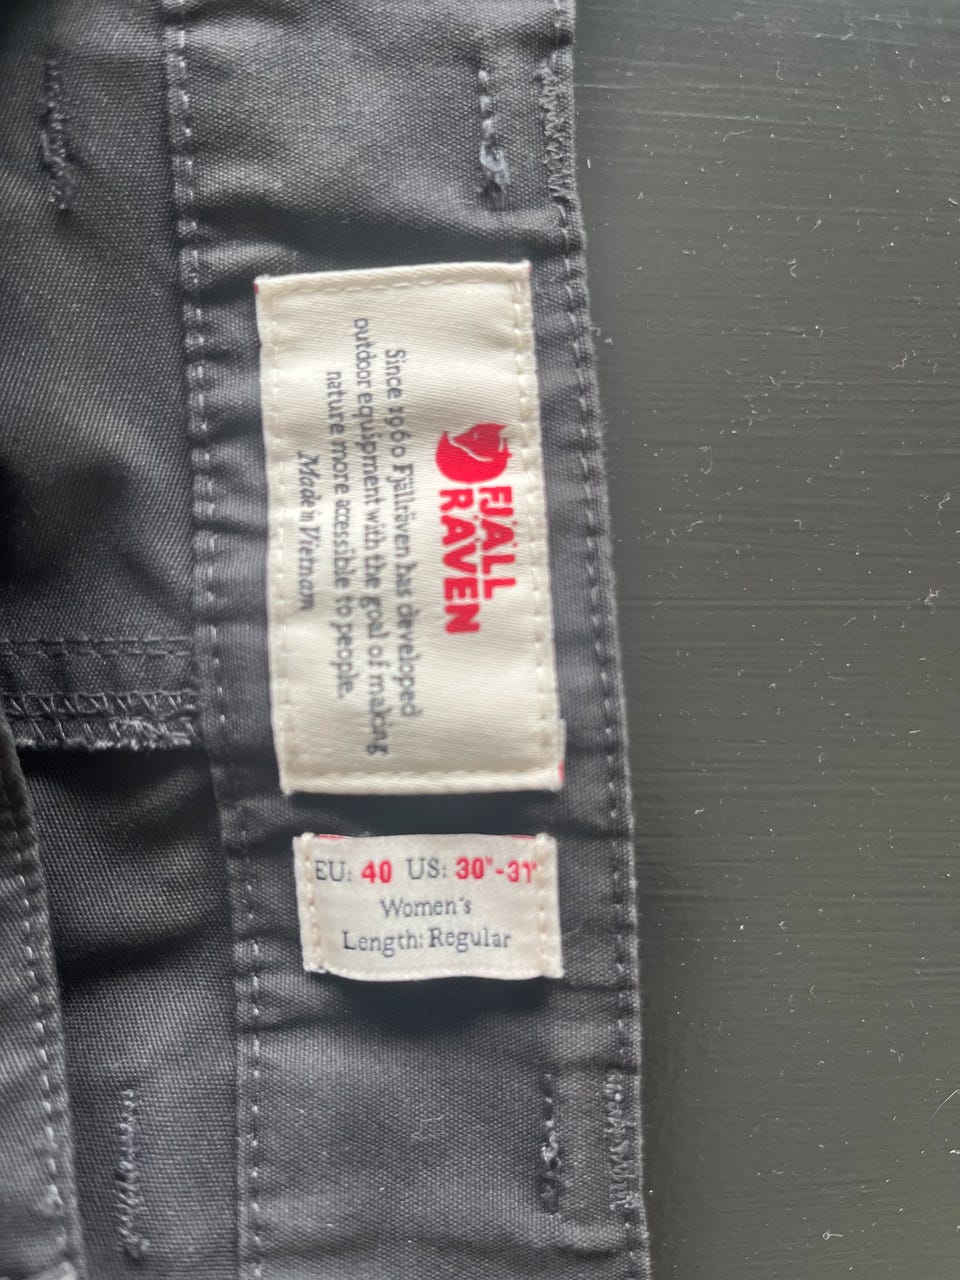 FJÄLL
RÄVEN
Since 1960 Fjällräven has developed
outdoor equipment with the goal of making
nature more accessible to people.
Made in Vietnam
EU: 40 US: 30"-31"
Women's
Length: Regular